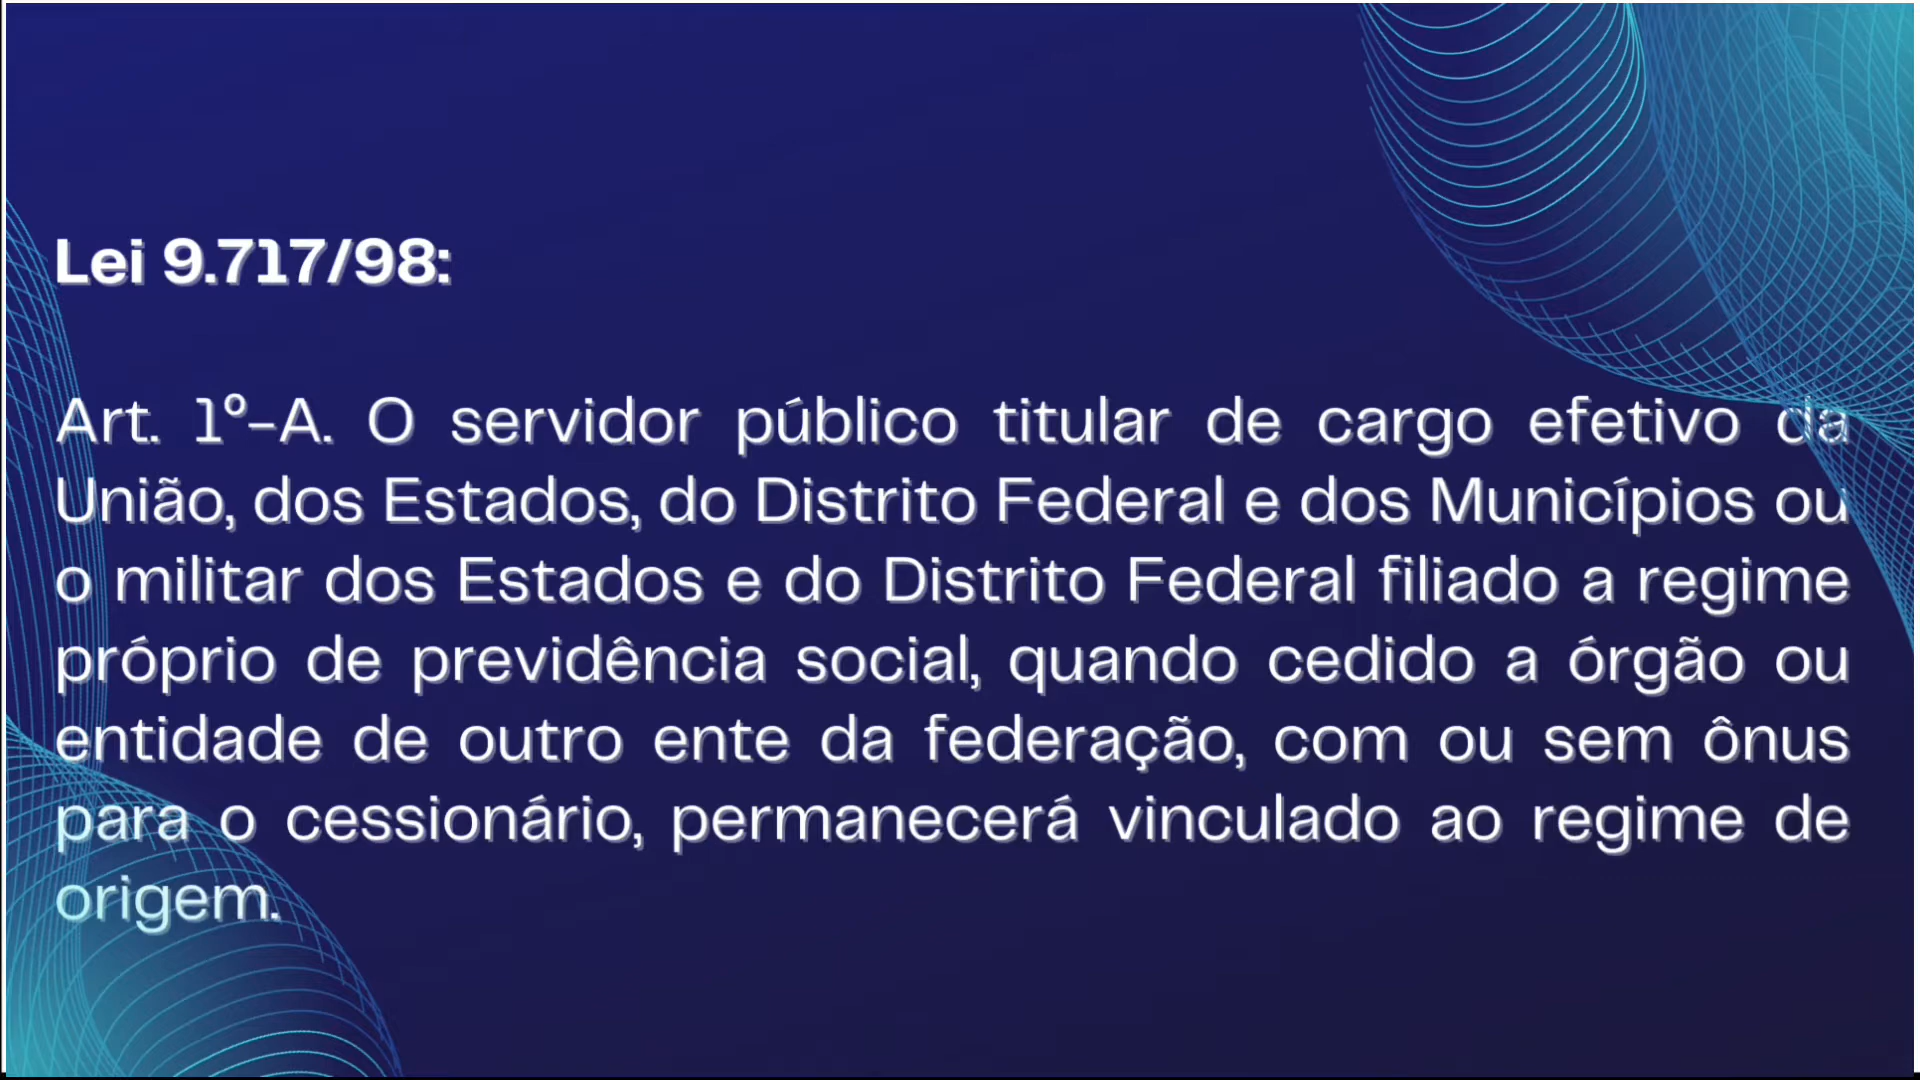 Lei 9.717/98:
Art. 1º-A. O servidor público titular de cargo efetivo da
União, dos Estados, do Distrito Federal e dos Municípios ou
o militar dos Estados e do Distrito Federal filiado a regime
próprio de previdência social, quando cedido a órgão ou
entidade de outro ente da federação, com ou sem ônus
para o cessionário, permanecerá vinculado ao regime de
origem.